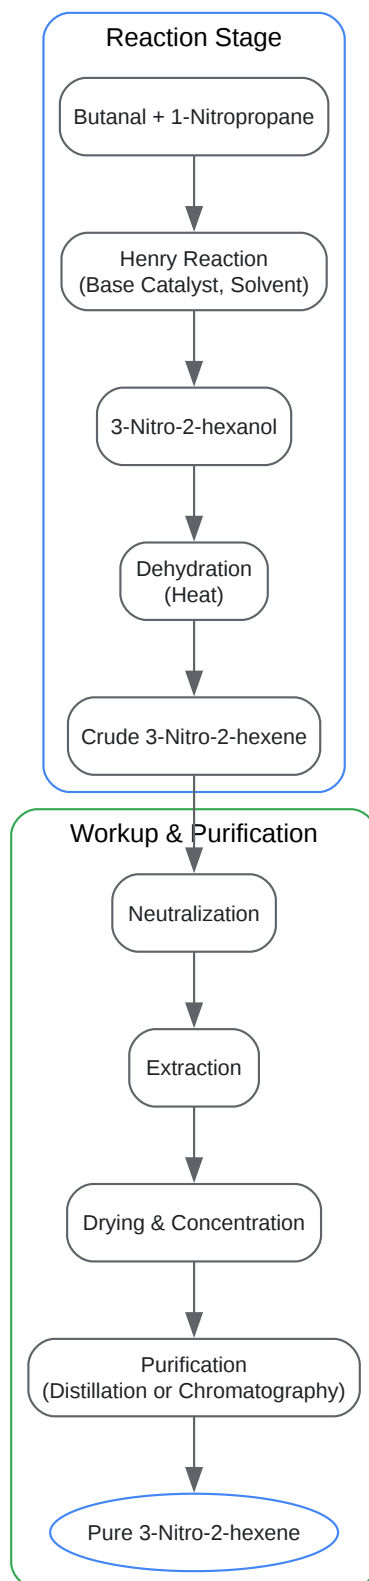 Reaction Stage
Butanal + 1-Nitropropane
Henry Reaction
(Base Catalyst, Solvent)
3-Nitro-2-hexanol
Dehydration
(Heat)
Crude 3-Nitro-2-hexene
Workup & Purification
Neutralization
Extraction
Drying & Concentration
Purification
(Distillation or Chromatography)
Pure 3-Nitro-2-hexene